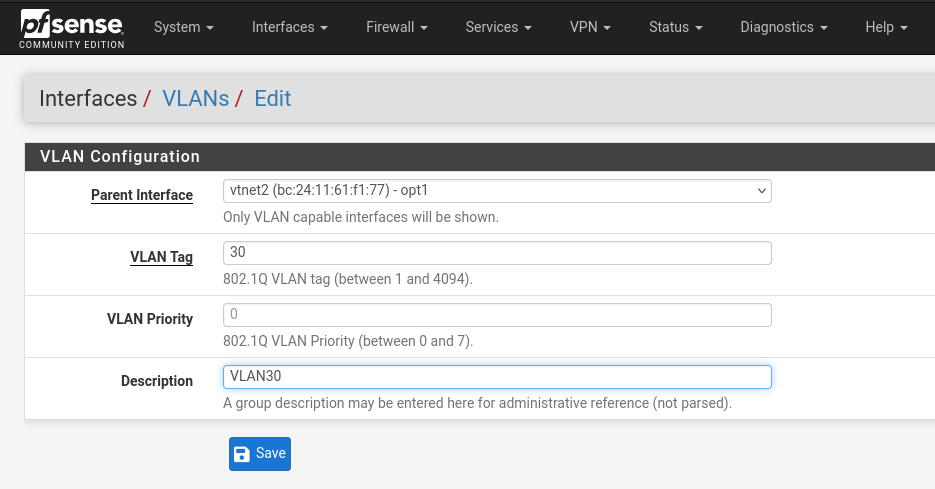 pfsense
COMMUNITY EDITION
System Interfaces Firewall Services VPN Status Diagnostics Help
Interfaces / VLANs / Edit
VLAN Configuration
Parent Interface vtnet2 (bc:24:11:61:f1:77) - opt1
Only VLAN capable interfaces will be shown.
VLAN Tag 30
802.1Q VLAN tag (between 1 and 4094).
VLAN Priority 0
802.1Q VLAN Priority (between 0 and 7).
Description VLAN30
A group description may be entered here for administrative reference (not parsed).
Save